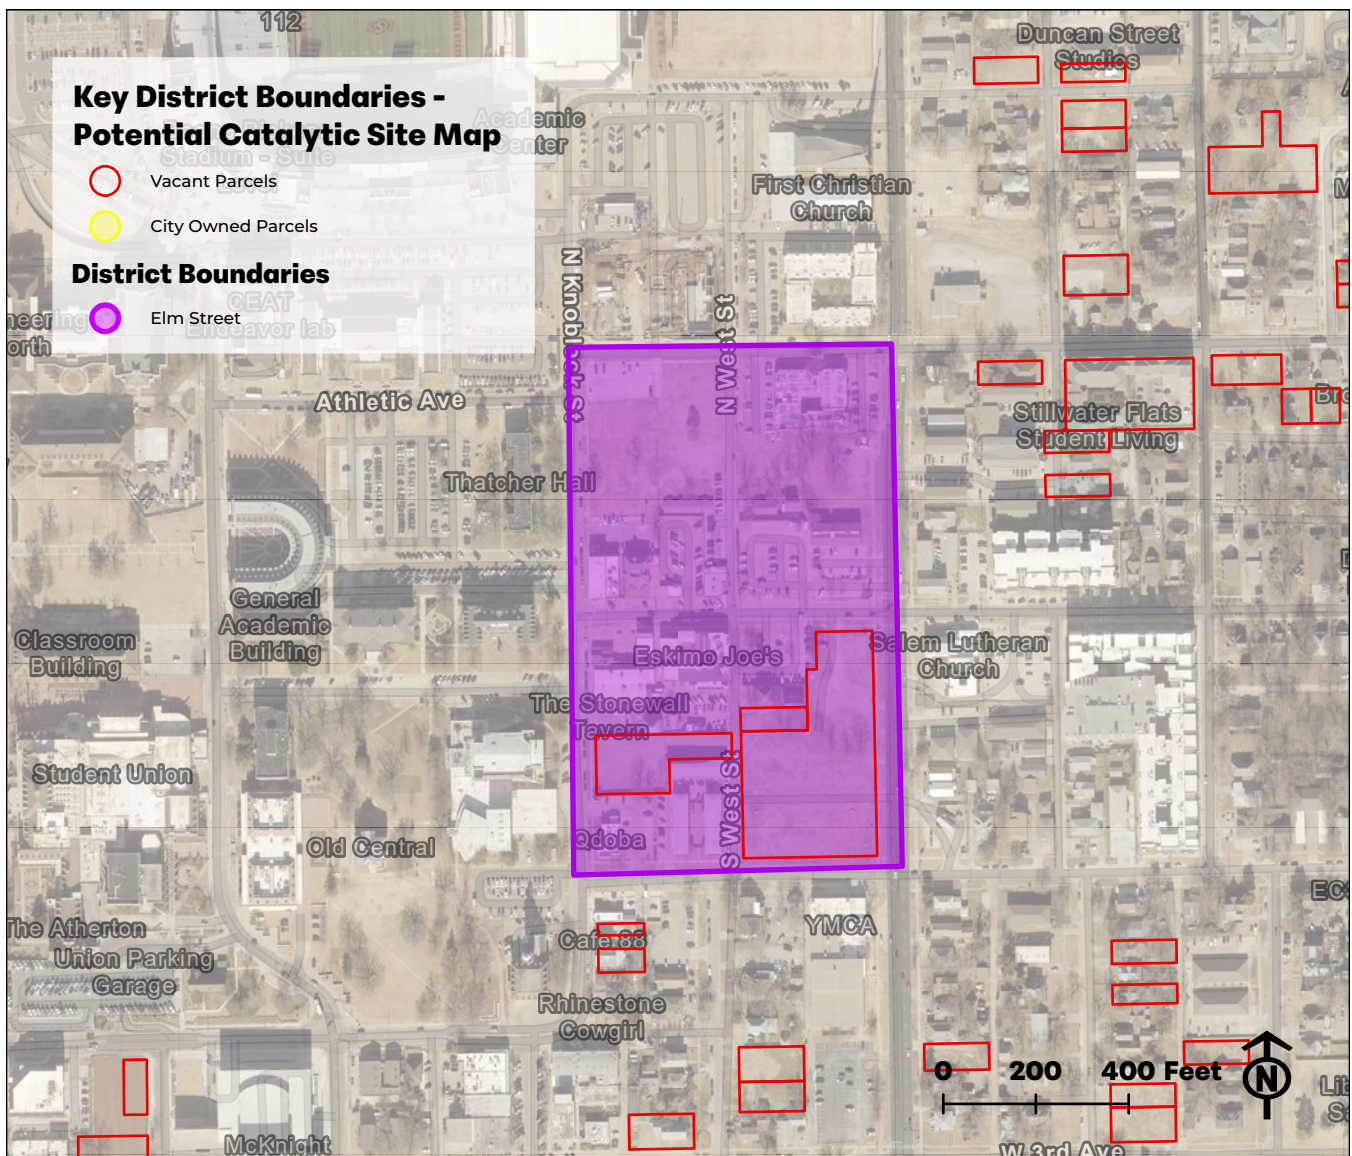 112
Duncan Street
Studios
Key District Boundaries -
Potential Catalytic Site Map
Academic
Center
Stadium - Suite
Vacant Parcels
First Christian
Church
City Owned Parcels
District Boundaries
CEAT
Endeavor lab
Elm Street
N Knoblock St
N West St
Athletic Ave
Stillwater Flats
Student Living
Thatcher Hall
General
Academic
Building
Classroom
Building
Eskimo Joe's
Salem Lutheran
Church
The Stonewall
Tavern
Student Union
S West St
Qdoba
Old Central
The Atherton
Cafe 88
YMCA
Union Parking
Garage
Rhinestone
Cowgirl
0 200 400 Feet
N
McKnight
W 3rd Ave